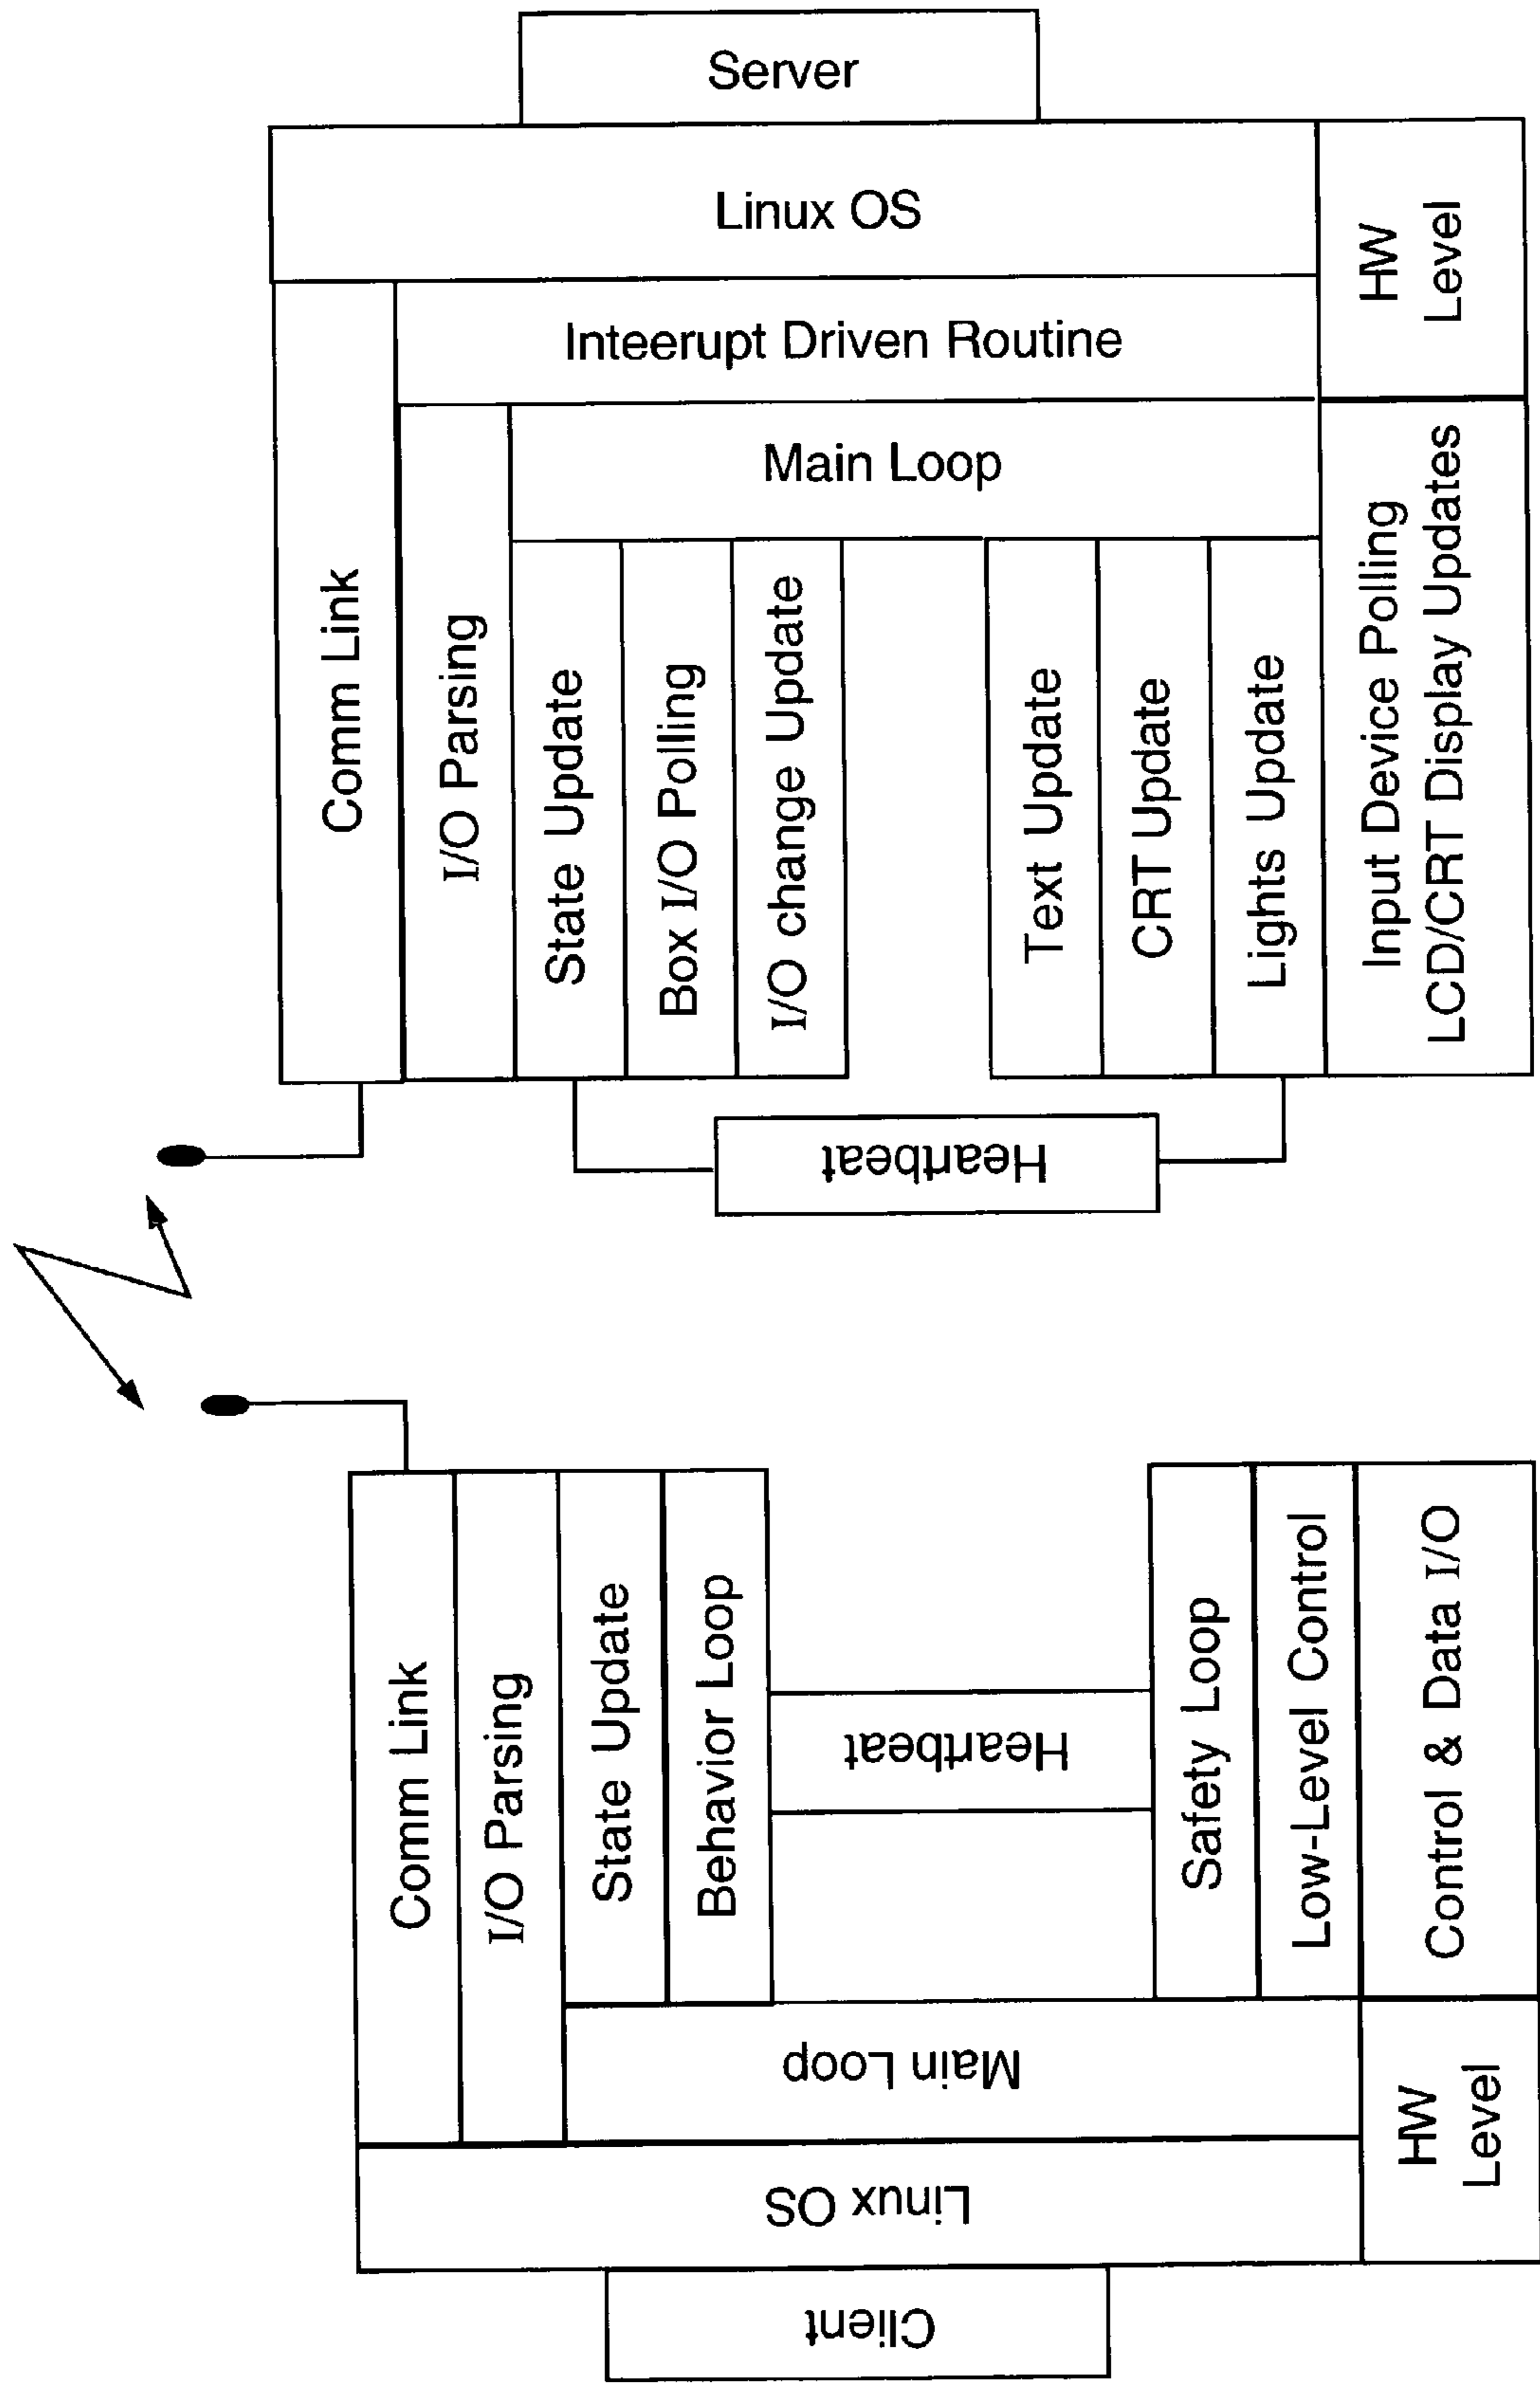 Client
Linux OS
Main Loop
Comm Link
I/O Parsing
State Update
Behavior Loop
Heartbeat
Safety Loop
Low-Level Control
HW
Level
Control & Data I/O
Server
Linux OS
Inteerupt Driven Routine
Main Loop
Comm Link
I/O Parsing
State Update
Box I/O Polling
I/O change Update
Heartbeat
Text Update
CRT Update
Lights Update
Input Device Polling
LCD/CRT Display Updates
HW
Level